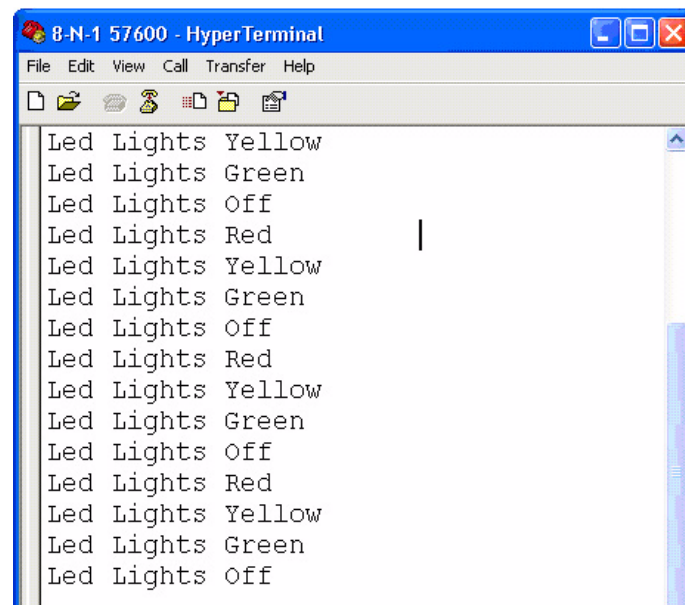 8-N-1 57600 - HyperTerminal
File Edit View Call Transfer Help
Led Lights Yellow
Led Lights Green
Led Lights Off
Led Lights Red
Led Lights Yellow
Led Lights Green
Led Lights Off
Led Lights Red
Led Lights Yellow
Led Lights Green
Led Lights Off
Led Lights Red
Led Lights Yellow
Led Lights Green
Led Lights Off